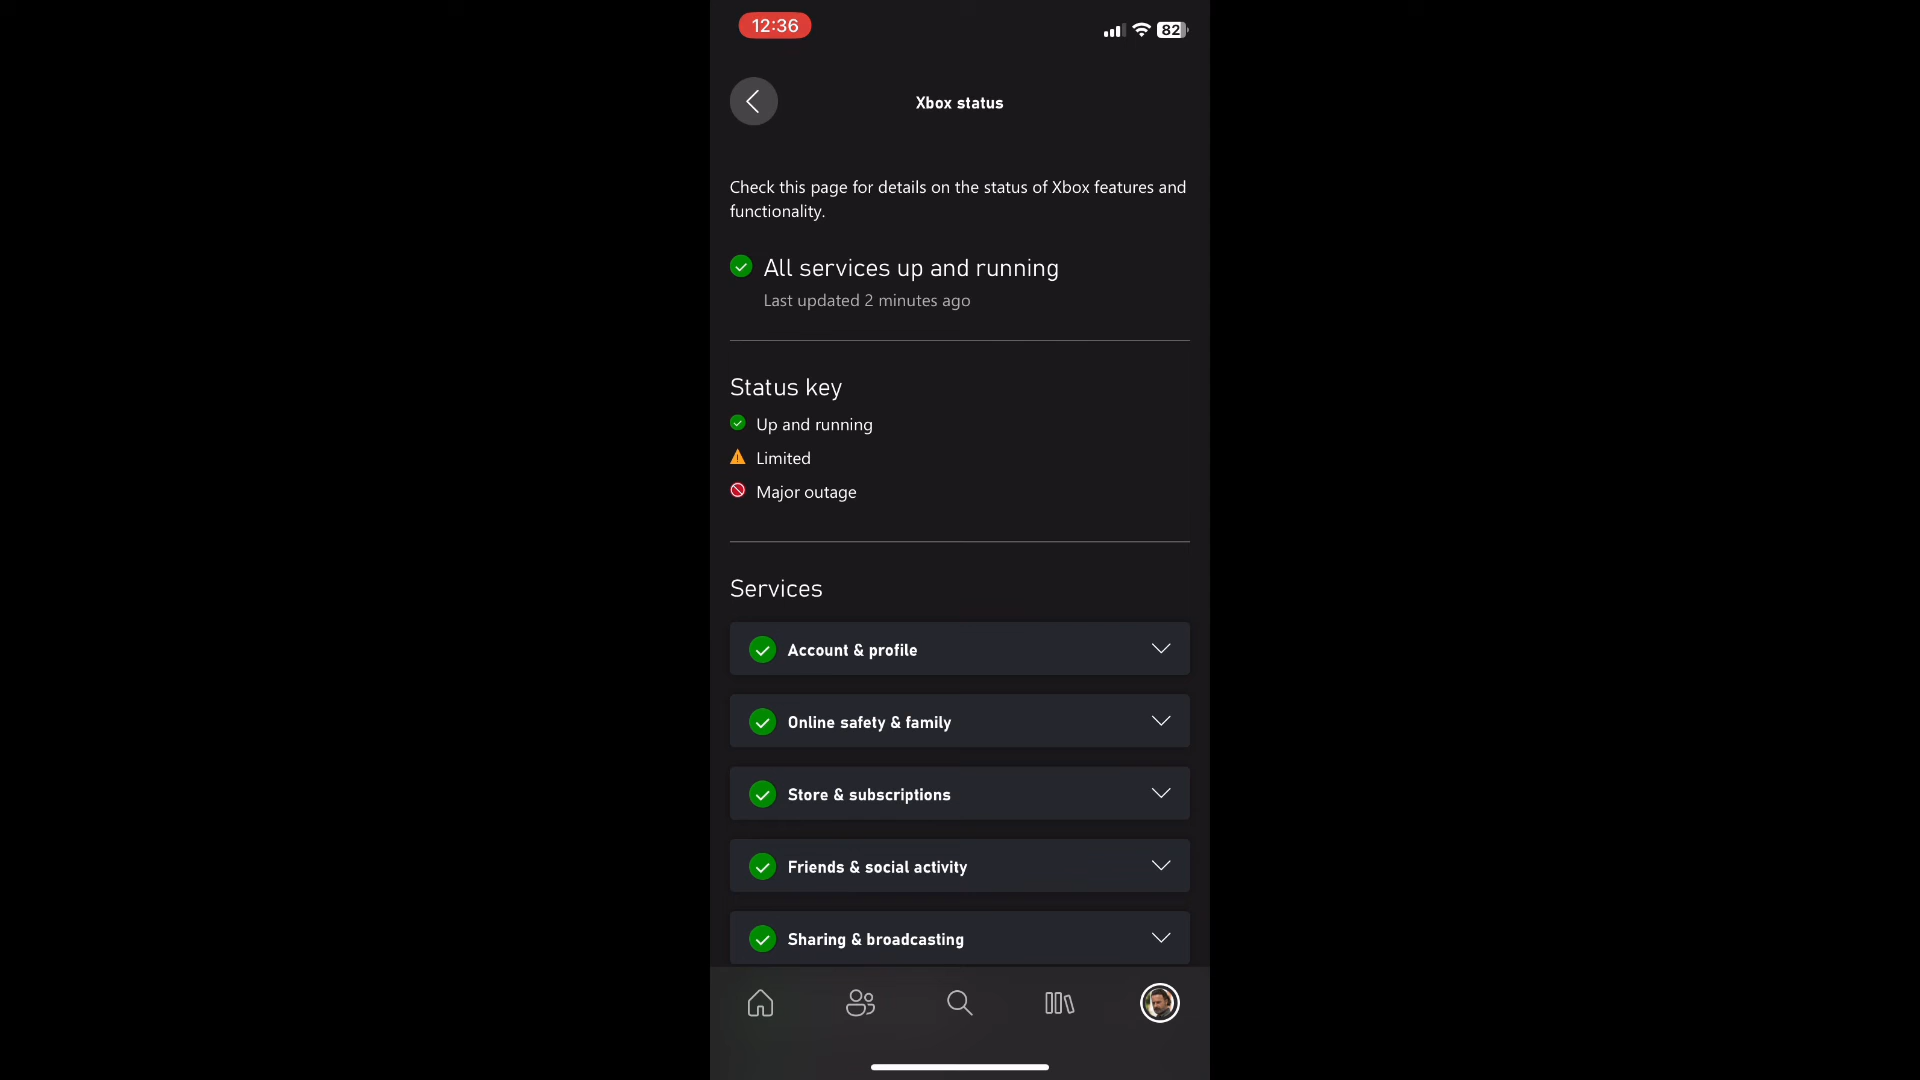 12:36
82
Xbox status
Check this page for details on the status of Xbox features and
functionality.
All services up and running
Last updated 2 minutes ago
Status key
Up and running
Limited
Major outage
Services
Account & profile
Online safety & family
Store & subscriptions
Friends & social activity
Sharing & broadcasting